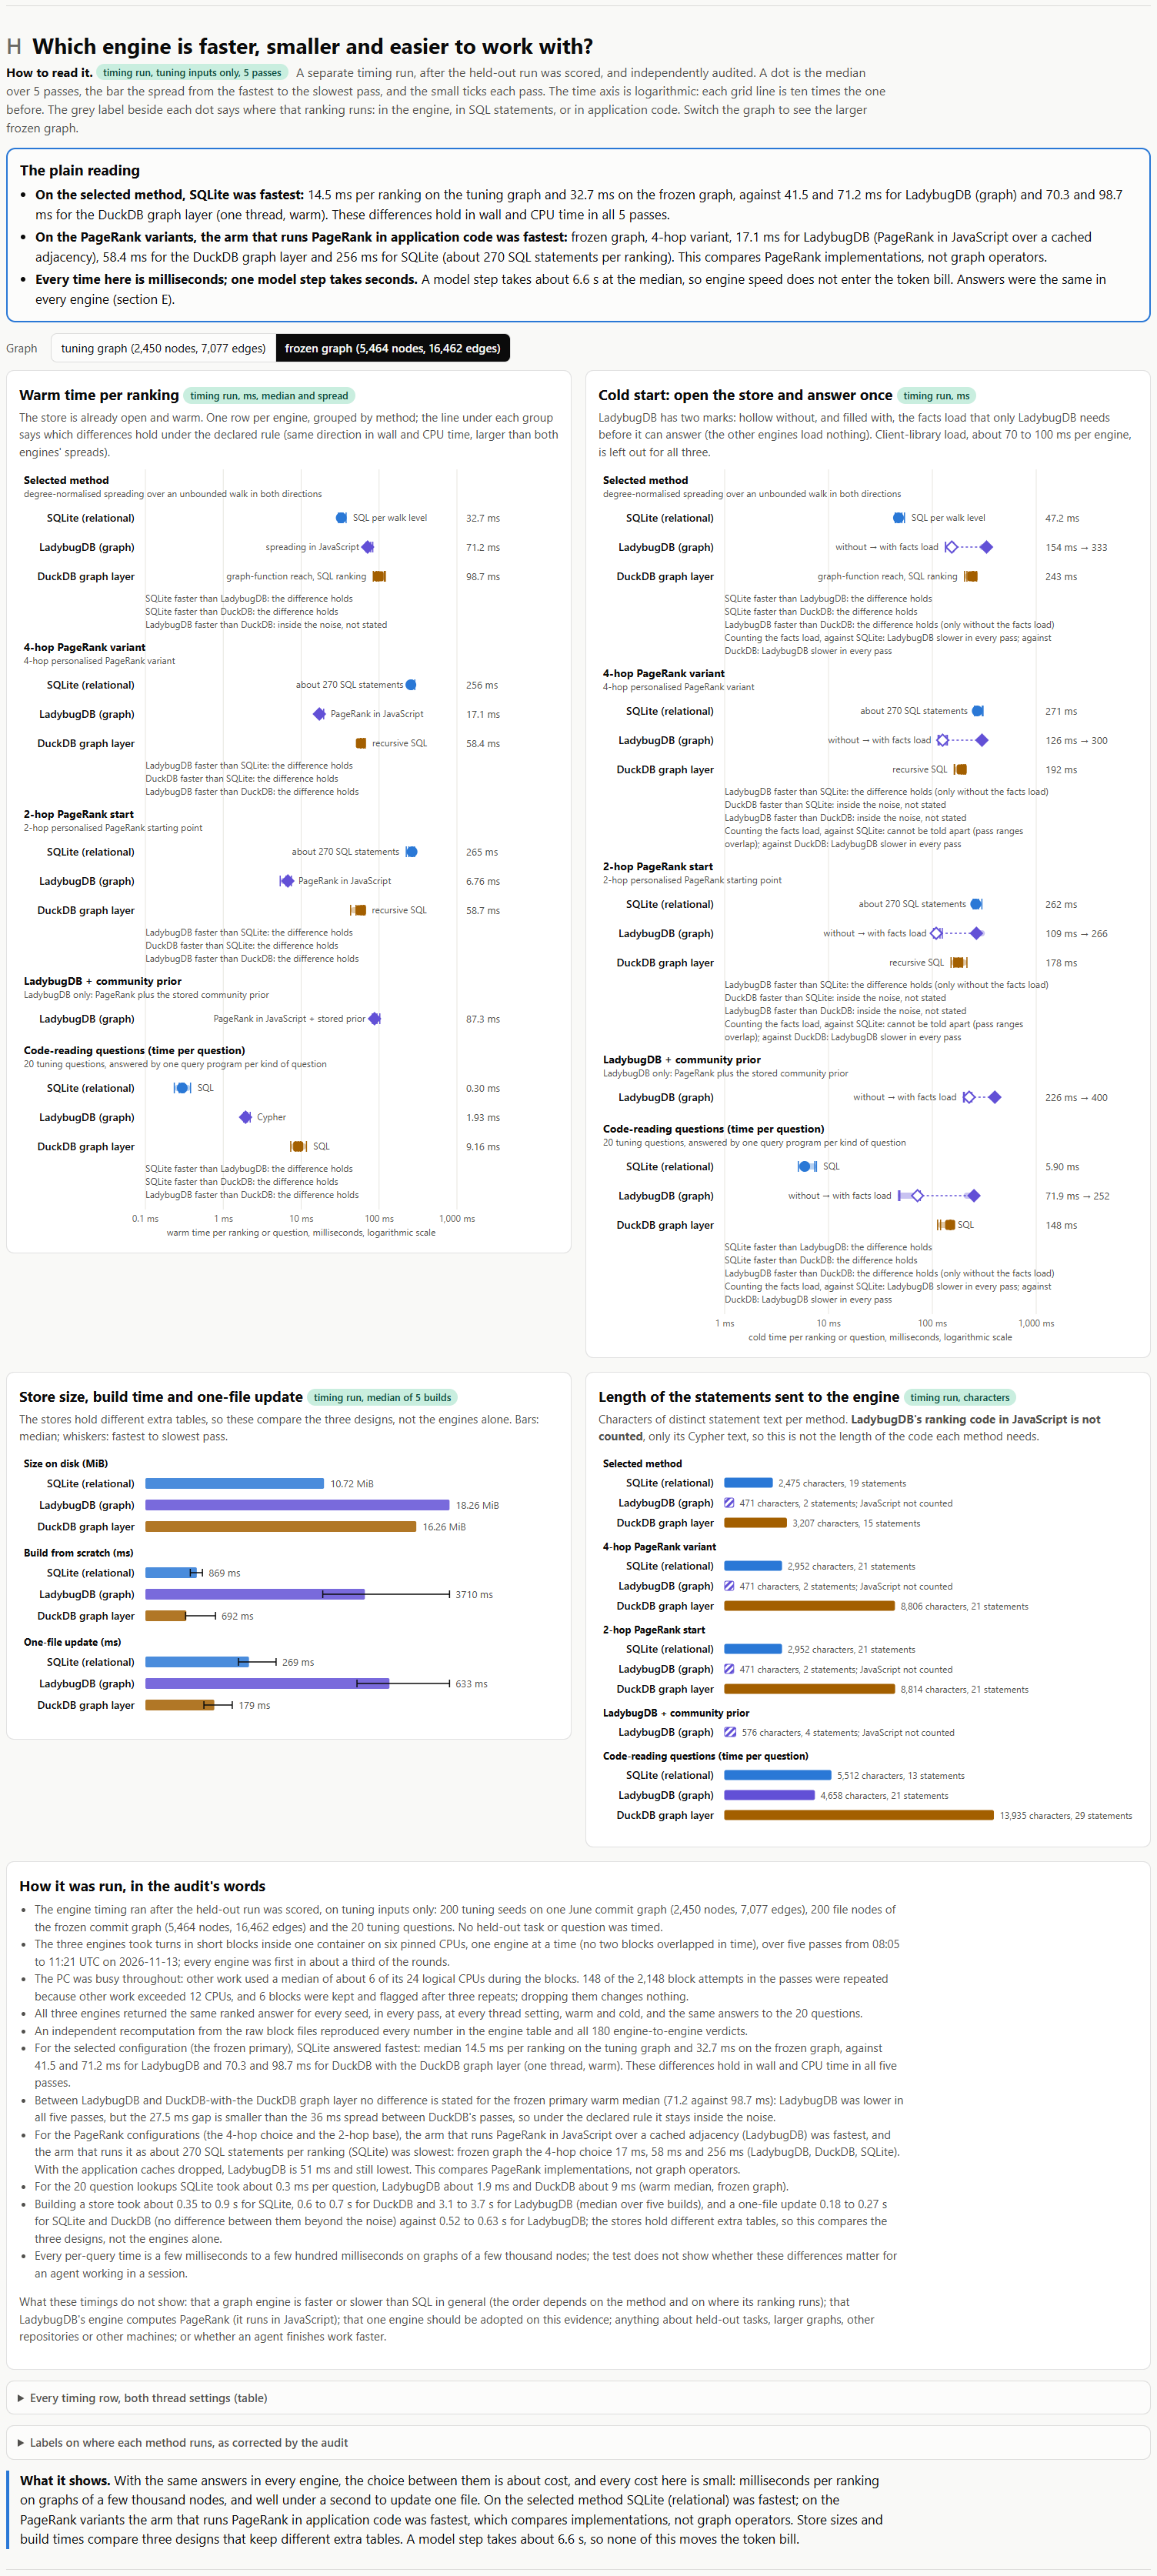 H Which engine is faster, smaller and easier to work with?
How to read it. timing run, tuning inputs only, 5 passes A separate timing run, after the held-out run was scored, and independently audited. A dot is the median
over 5 passes, the bar the spread from the fastest to the slowest pass, and the small ticks each pass. The time axis is logarithmic: each grid line is ten times the one
before. The grey label beside each dot says where that ranking runs: in the engine, in SQL statements, or in application code. Switch the graph to see the larger
frozen graph.
The plain reading
• On the selected method, SQLite was fastest: 14.5 ms per ranking on the tuning graph and 32.7 ms on the frozen graph, against 41.5 and 71.2 ms for LadybugDB (graph) and 70.3 and 98.7
ms for the DuckDB graph layer (one thread, warm). These differences hold in wall and CPU time in all 5 passes.
• On the PageRank variants, the arm that runs PageRank in application code was fastest: frozen graph, 4-hop variant, 17.1 ms for LadybugDB (PageRank in JavaScript over a cached
adjacency), 58.4 ms for the DuckDB graph layer and 256 ms for SQLite (about 270 SQL statements per ranking). This compares PageRank implementations, not graph operators.
• Every time here is milliseconds; one model step takes seconds. A model step takes about 6.6 s at the median, so engine speed does not enter the token bill. Answers were the same in
every engine (section E).
Graph tuning graph (2,450 nodes, 7,077 edges) frozen graph (5,464 nodes, 16,462 edges)
Warm time per ranking timing run, ms, median and spread
The store is already open and warm. One row per engine, grouped by method; the line under each group
says which differences hold under the declared rule (same direction in wall and CPU time, larger than both
engines' spreads).
Selected method
degree-normalised spreading over an unbounded walk in both directions
SQLite (relational) SQL per walk level 32.7 ms
LadybugDB (graph) spreading in JavaScript 71.2 ms
DuckDB graph layer graph-function reach, SQL ranking 98.7 ms
SQLite faster than LadybugDB: the difference holds
SQLite faster than DuckDB: the difference holds
LadybugDB faster than DuckDB: inside the noise, not stated
4-hop PageRank variant
4-hop personalised PageRank variant
SQLite (relational) about 270 SQL statements 256 ms
LadybugDB (graph) PageRank in JavaScript 17.1 ms
DuckDB graph layer recursive SQL 58.4 ms
LadybugDB faster than SQLite: the difference holds
DuckDB faster than SQLite: the difference holds
LadybugDB faster than DuckDB: the difference holds
2-hop PageRank start
2-hop personalised PageRank starting point
SQLite (relational) about 270 SQL statements 265 ms
LadybugDB (graph) PageRank in JavaScript 6.76 ms
DuckDB graph layer recursive SQL 58.7 ms
LadybugDB faster than SQLite: the difference holds
DuckDB faster than SQLite: the difference holds
LadybugDB faster than DuckDB: the difference holds
LadybugDB + community prior
LadybugDB only: PageRank plus the stored community prior
LadybugDB (graph) PageRank in JavaScript + stored prior 87.3 ms
Code-reading questions (time per question)
20 tuning questions, answered by one query program per kind of question
SQLite (relational) SQL 0.30 ms
LadybugDB (graph) Cypher 1.93 ms
DuckDB graph layer SQL 9.16 ms
SQLite faster than LadybugDB: the difference holds
SQLite faster than DuckDB: the difference holds
LadybugDB faster than DuckDB: the difference holds
0.1 ms 1 ms 10 ms 100 ms 1,000 ms
warm time per ranking or question, milliseconds, logarithmic scale
Cold start: open the store and answer once timing run, ms
LadybugDB has two marks: hollow without, and filled with, the facts load that only LadybugDB needs
before it can answer (the other engines load nothing). Client-library load, about 70 to 100 ms per engine,
is left out for all three.
Selected method
degree-normalised spreading over an unbounded walk in both directions
SQLite (relational) SQL per walk level 47.2 ms
LadybugDB (graph) without → with facts load 154 ms → 333
DuckDB graph layer graph-function reach, SQL ranking 243 ms
SQLite faster than LadybugDB: the difference holds
SQLite faster than DuckDB: the difference holds
LadybugDB faster than DuckDB: the difference holds (only without the facts load)
Counting the facts load, against SQLite: LadybugDB slower in every pass; against
DuckDB: LadybugDB slower in every pass
4-hop PageRank variant
4-hop personalised PageRank variant
SQLite (relational) about 270 SQL statements 271 ms
LadybugDB (graph) without → with facts load 126 ms → 300
DuckDB graph layer recursive SQL 192 ms
LadybugDB faster than SQLite: the difference holds (only without the facts load)
DuckDB faster than SQLite: inside the noise, not stated
LadybugDB faster than DuckDB: inside the noise, not stated
Counting the facts load, against SQLite: cannot be told apart (pass ranges
overlap); against DuckDB: LadybugDB slower in every pass
2-hop PageRank start
2-hop personalised PageRank starting point
SQLite (relational) about 270 SQL statements 262 ms
LadybugDB (graph) without → with facts load 109 ms → 266
DuckDB graph layer recursive SQL 178 ms
LadybugDB faster than SQLite: the difference holds (only without the facts load)
DuckDB faster than SQLite: inside the noise, not stated
LadybugDB faster than DuckDB: inside the noise, not stated
Counting the facts load, against SQLite: cannot be told apart (pass ranges
overlap); against DuckDB: LadybugDB slower in every pass
LadybugDB + community prior
LadybugDB only: PageRank plus the stored community prior
LadybugDB (graph) without → with facts load 226 ms → 400
Code-reading questions (time per question)
20 tuning questions, answered by one query program per kind of question
SQLite (relational) SQL 5.90 ms
LadybugDB (graph) without → with facts load 71.9 ms → 252
DuckDB graph layer SQL 148 ms
SQLite faster than LadybugDB: the difference holds
SQLite faster than DuckDB: the difference holds
LadybugDB faster than DuckDB: the difference holds (only without the facts load)
Counting the facts load, against SQLite: LadybugDB slower in every pass; against
DuckDB: LadybugDB slower in every pass
1 ms 10 ms 100 ms 1,000 ms
cold time per ranking or question, milliseconds, logarithmic scale
Store size, build time and one-file update timing run, median of 5 builds
The stores hold different extra tables, so these compare the three designs, not the engines alone. Bars:
median; whiskers: fastest to slowest pass.
Size on disk (MiB)
SQLite (relational) 10.72 MiB
LadybugDB (graph) 18.26 MiB
DuckDB graph layer 16.26 MiB
Build from scratch (ms)
SQLite (relational) 869 ms
LadybugDB (graph) 3710 ms
DuckDB graph layer 692 ms
One-file update (ms)
SQLite (relational) 269 ms
LadybugDB (graph) 633 ms
DuckDB graph layer 179 ms
Length of the statements sent to the engine timing run, characters
Characters of distinct statement text per method. LadybugDB's ranking code in JavaScript is not
counted, only its Cypher text, so this is not the length of the code each method needs.
Selected method
SQLite (relational) 2,475 characters, 19 statements
LadybugDB (graph) 471 characters, 2 statements; JavaScript not counted
DuckDB graph layer 3,207 characters, 15 statements
4-hop PageRank variant
SQLite (relational) 2,952 characters, 21 statements
LadybugDB (graph) 471 characters, 2 statements; JavaScript not counted
DuckDB graph layer 8,806 characters, 21 statements
2-hop PageRank start
SQLite (relational) 2,952 characters, 21 statements
LadybugDB (graph) 471 characters, 2 statements; JavaScript not counted
DuckDB graph layer 8,814 characters, 21 statements
LadybugDB + community prior
LadybugDB (graph) 576 characters, 4 statements; JavaScript not counted
Code-reading questions (time per question)
SQLite (relational) 5,512 characters, 13 statements
LadybugDB (graph) 4,658 characters, 21 statements
DuckDB graph layer 13,935 characters, 29 statements
How it was run, in the audit's words
• The engine timing ran after the held-out run was scored, on tuning inputs only: 200 tuning seeds on one June commit graph (2,450 nodes, 7,077 edges), 200 file nodes of
the frozen commit graph (5,464 nodes, 16,462 edges) and the 20 tuning questions. No held-out task or question was timed.
• The three engines took turns in short blocks inside one container on six pinned CPUs, one engine at a time (no two blocks overlapped in time), over five passes from 08:05
to 11:21 UTC on 2026-11-13; every engine was first in about a third of the rounds.
• The PC was busy throughout: other work used a median of about 6 of its 24 logical CPUs during the blocks. 148 of the 2,148 block attempts in the passes were repeated
because other work exceeded 12 CPUs, and 6 blocks were kept and flagged after three repeats; dropping them changes nothing.
• All three engines returned the same ranked answer for every seed, in every pass, at every thread setting, warm and cold, and the same answers to the 20 questions.
• An independent recomputation from the raw block files reproduced every number in the engine table and all 180 engine-to-engine verdicts.
• For the selected configuration (the frozen primary), SQLite answered fastest: median 14.5 ms per ranking on the tuning graph and 32.7 ms on the frozen graph, against
41.5 and 71.2 ms for LadybugDB and 70.3 and 98.7 ms for DuckDB with the DuckDB graph layer (one thread, warm). These differences hold in wall and CPU time in all five
passes.
• Between LadybugDB and DuckDB-with-the DuckDB graph layer no difference is stated for the frozen primary warm median (71.2 against 98.7 ms): LadybugDB was lower in
all five passes, but the 27.5 ms gap is smaller than the 36 ms spread between DuckDB's passes, so under the declared rule it stays inside the noise.
• For the PageRank configurations (the 4-hop choice and the 2-hop base), the arm that runs PageRank in JavaScript over a cached adjacency (LadybugDB) was fastest, and
the arm that runs it as about 270 SQL statements per ranking (SQLite) was slowest: frozen graph the 4-hop choice 17 ms, 58 ms and 256 ms (LadybugDB, DuckDB, SQLite).
With the application caches dropped, LadybugDB is 51 ms and still lowest. This compares PageRank implementations, not graph operators.
• For the 20 question lookups SQLite took about 0.3 ms per question, LadybugDB about 1.9 ms and DuckDB about 9 ms (warm median, frozen graph).
• Building a store took about 0.35 to 0.9 s for SQLite, 0.6 to 0.7 s for DuckDB and 3.1 to 3.7 s for LadybugDB (median over five builds), and a one-file update 0.18 to 0.27 s
for SQLite and DuckDB (no difference between them beyond the noise) against 0.52 to 0.63 s for LadybugDB; the stores hold different extra tables, so this compares the
three designs, not the engines alone.
• Every per-query time is a few milliseconds to a few hundred milliseconds on graphs of a few thousand nodes; the test does not show whether these differences matter for
an agent working in a session.
What these timings do not show: that a graph engine is faster or slower than SQL in general (the order depends on the method and on where its ranking runs); that
LadybugDB's engine computes PageRank (it runs in JavaScript); that one engine should be adopted on this evidence; anything about held-out tasks, larger graphs, other
repositories or other machines; or whether an agent finishes work faster.
▶ Every timing row, both thread settings (table)
▶ Labels on where each method runs, as corrected by the audit
What it shows. With the same answers in every engine, the choice between them is about cost, and every cost here is small: milliseconds per ranking
on graphs of a few thousand nodes, and well under a second to update one file. On the selected method SQLite (relational) was fastest; on the
PageRank variants the arm that runs PageRank in application code was fastest, which compares implementations, not graph operators. Store sizes and
build times compare three designs that keep different extra tables. A model step takes about 6.6 s, so none of this moves the token bill.